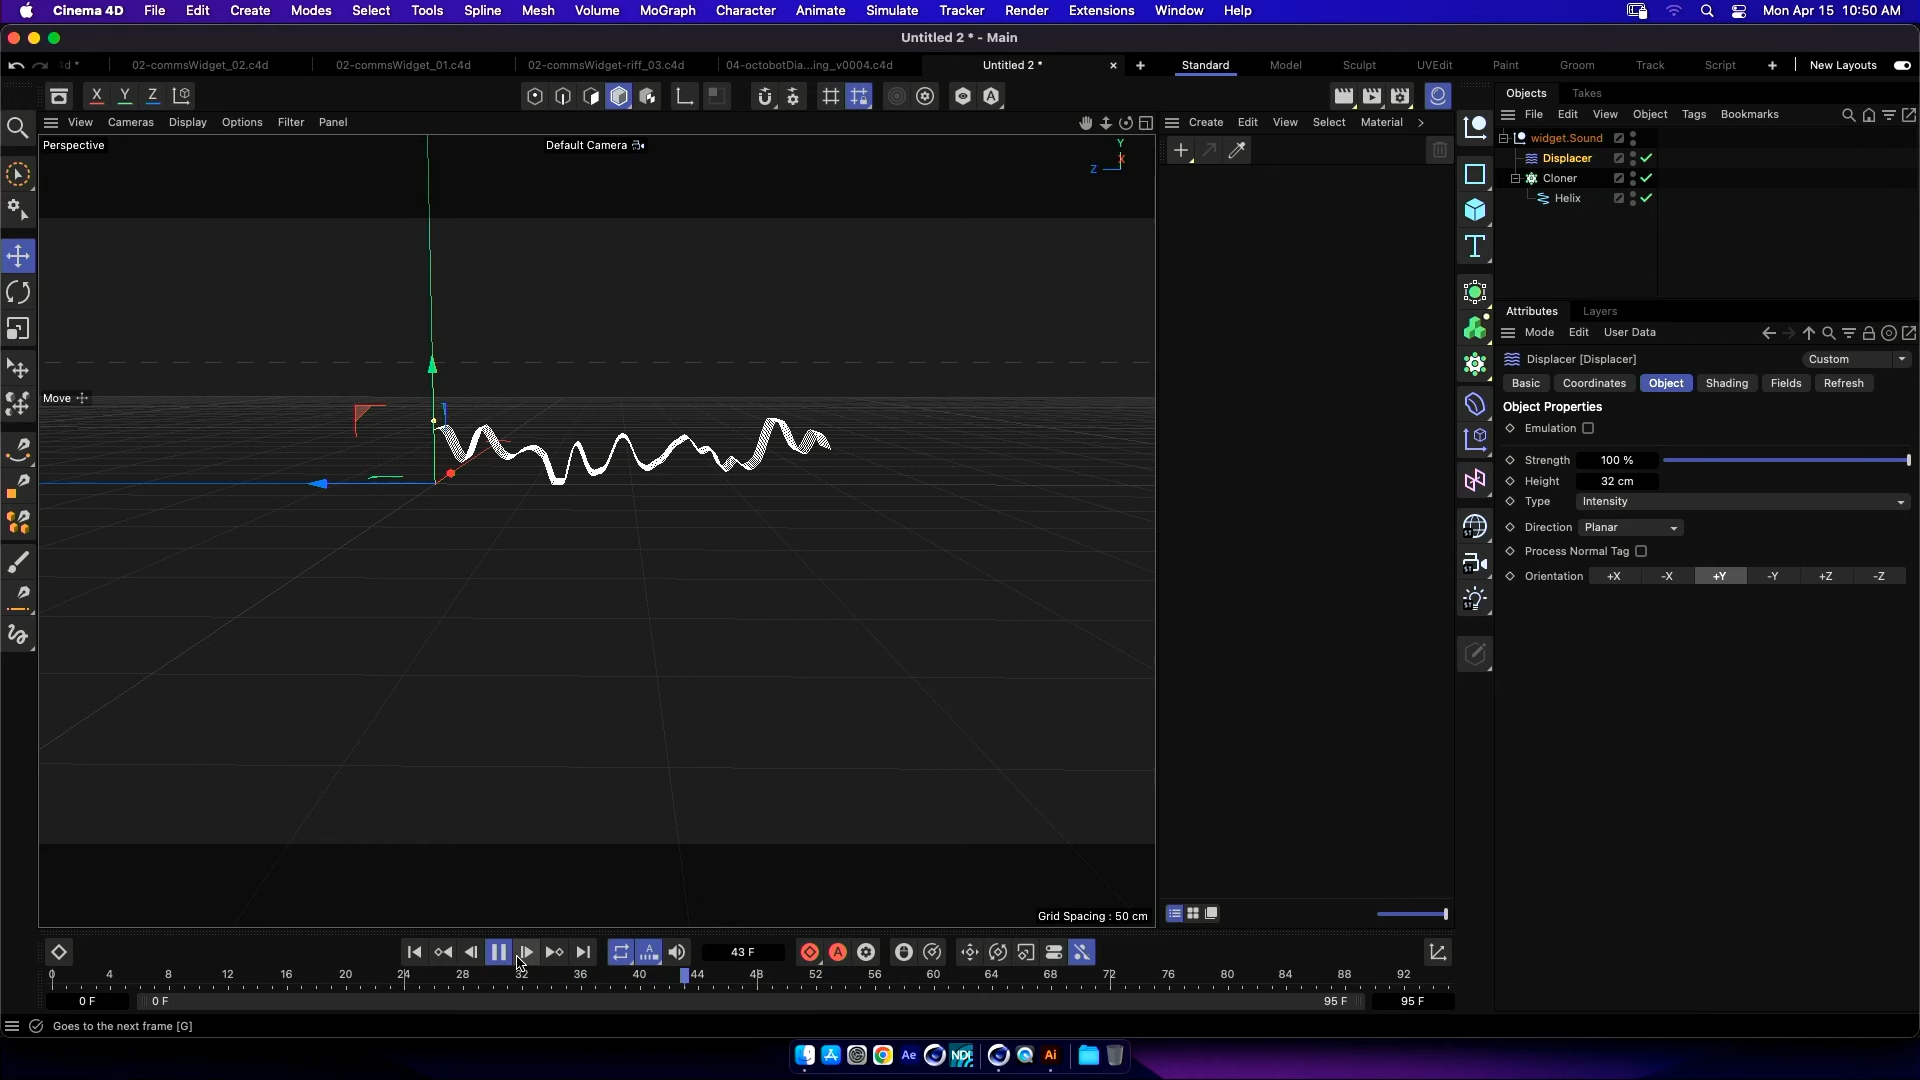 Cinema 4D File Edit Create Modes Select Tools Spline Mesh Volume MoGraph Character Animate Simulate Tracker Render Extensions Window Help Mon Apr 15 10:50 AM
Untitled 2 * - Main
d * 02-commsWidget_02.c4d 02-commsWidget_01.c4d 02-commsWidget-riff_03.c4d 04-octobotDia...ing_v0004.c4d Untitled 2 * Standard Model Sculpt UVEdit Paint Groom Track Script New Layouts
X Y Z
Objects Takes
View Cameras Display Options Filter Panel
Create Edit View Select Material
File Edit View Object Tags Bookmarks
Perspective
Default Camera
Y
X
Z
widget.Sound
Displacer
Cloner
Helix
Attributes Layers
Mode Edit User Data
Displacer [Displacer] Custom
Basic Coordinates Object Shading Fields Refresh
Object Properties
Emulation
Strength 100 %
Height 32 cm
Type Intensity
Direction Planar
Process Normal Tag
Orientation +X -X +Y -Y +Z -Z
Move
Grid Spacing : 50 cm
43 F
0 4 8 12 16 20 24 28 32 36 40 44 48 52 56 60 64 68 72 76 80 84 88 92
0 F 0 F 95 F 95 F
Goes to the next frame [G]
Ae NDI Ai